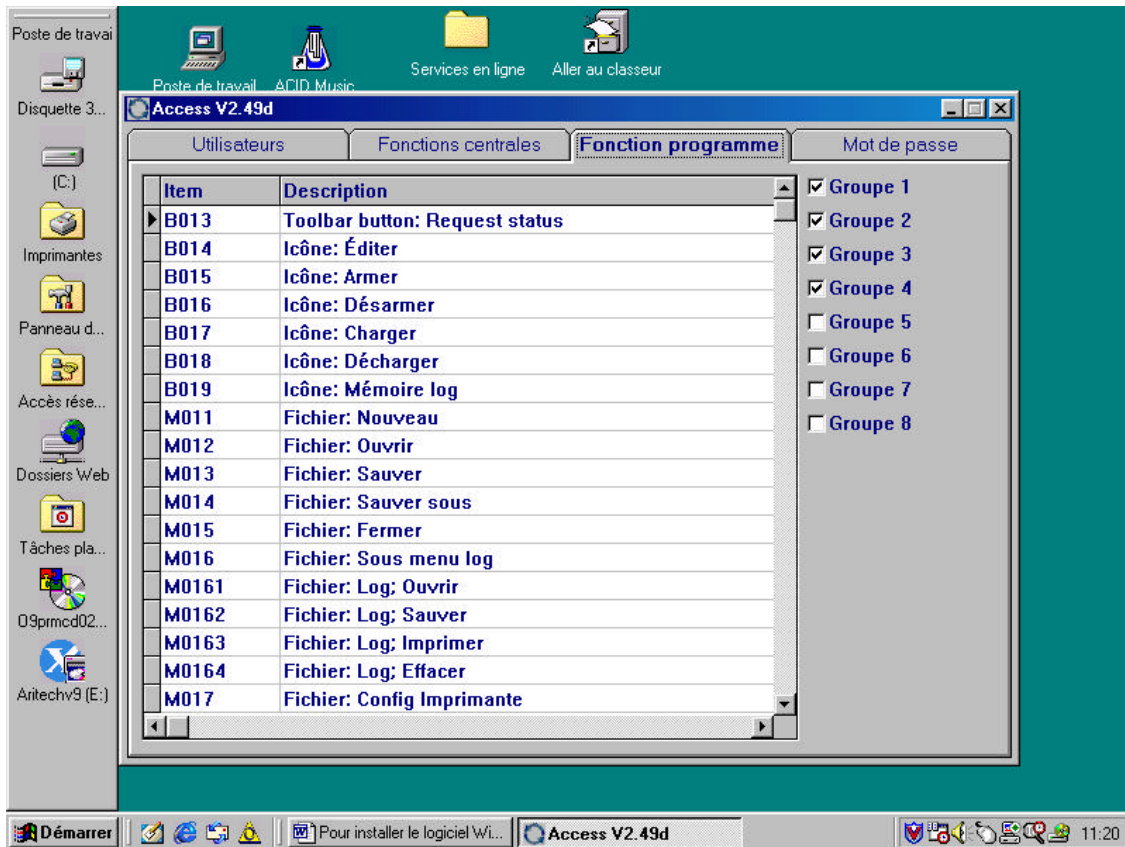 Poste de travai
Disquette 3...
(C:)
Imprimantes
Panneau d...
Accès rése...
Dossiers Web
Tâches pla...
09prmcd02...
Aritechv9 (E:)
Poste de travail
ACID Music
Services en ligne
Aller au classeur
Access V2.49d
Utilisateurs
Fonctions centrales
Fonction programme
Mot de passe
Item Description
B013 Toolbar button: Request status
B014 Icône: Éditer
B015 Icône: Armer
B016 Icône: Désarmer
B017 Icône: Charger
B018 Icône: Décharger
B019 Icône: Mémoire log
M011 Fichier: Nouveau
M012 Fichier: Ouvrir
M013 Fichier: Sauver
M014 Fichier: Sauver sous
M015 Fichier: Fermer
M016 Fichier: Sous menu log
M0161 Fichier: Log; Ouvrir
M0162 Fichier: Log; Sauver
M0163 Fichier: Log; Imprimer
M0164 Fichier: Log; Effacer
M017 Fichier: Config Imprimante
Groupe 1
Groupe 2
Groupe 3
Groupe 4
Groupe 5
Groupe 6
Groupe 7
Groupe 8
Démarrer
Pour installer le logiciel Wi...
Access V2.49d
11:20